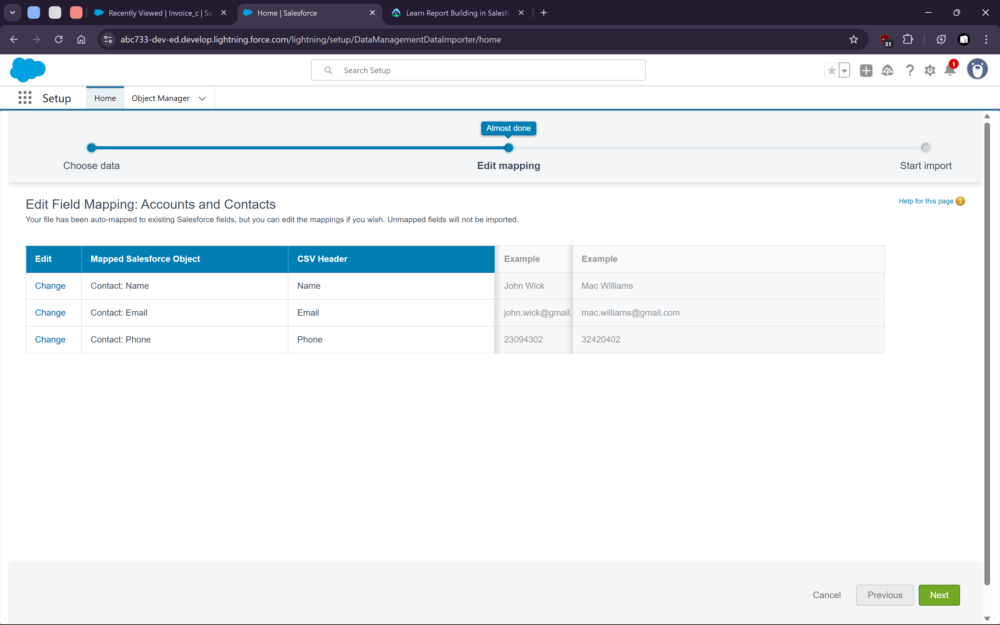 Recently Viewed | Invoice_c | Sa
Home | Salesforce
Learn Report Building in Salesfo
abc733-dev-ed.develop.lightning.force.com/lightning/setup/DataManagementDataImporter/home
31
Search Setup
1
Setup
Home
Object Manager
Almost done
Choose data
Edit mapping
Start import
Edit Field Mapping: Accounts and Contacts
Help for this page
Your file has been auto-mapped to existing Salesforce fields, but you can edit the mappings if you wish. Unmapped fields will not be imported.
Edit Mapped Salesforce Object CSV Header Example Example
Change Contact: Name Name John Wick Mac Williams
Change Contact: Email Email john.wick@gmail. mac.williams@gmail.com
Change Contact: Phone Phone 23094302 32420402
Cancel Previous Next